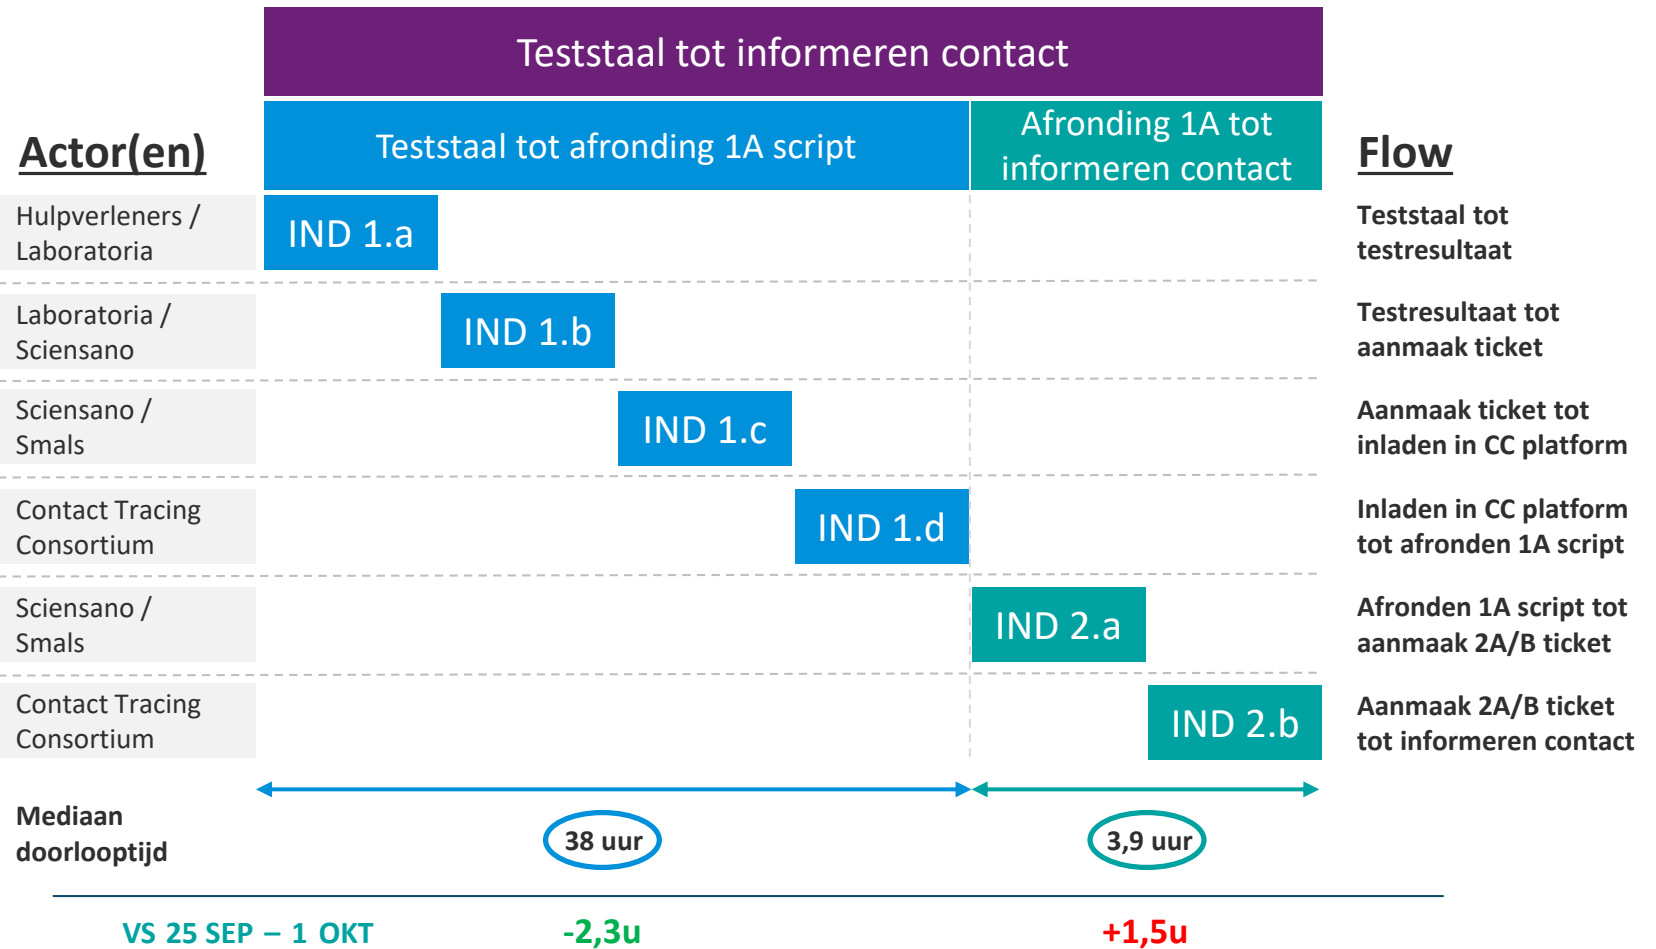 Teststaal tot informeren contact
Actor(en)
Teststaal tot afronding 1A script
Afronding 1A tot
informeren contact
Flow
Hulpverleners /
Laboratoria
IND 1.a
Teststaal tot
testresultaat
Laboratoria /
Sciensano
IND 1.b
Testresultaat tot
aanmaak ticket
Sciensano /
Smals
IND 1.c
Aanmaak ticket tot
inladen in CC platform
Contact Tracing
Consortium
IND 1.d
Inladen in CC platform
tot afronden 1A script
Sciensano /
Smals
IND 2.a
Afronden 1A script tot
aanmaak 2A/B ticket
Contact Tracing
Consortium
IND 2.b
Aanmaak 2A/B ticket
tot informeren contact
Mediaan
doorlooptijd
38 uur
3,9 uur
VS 25 SEP – 1 OKT
-2,3u
+1,5u